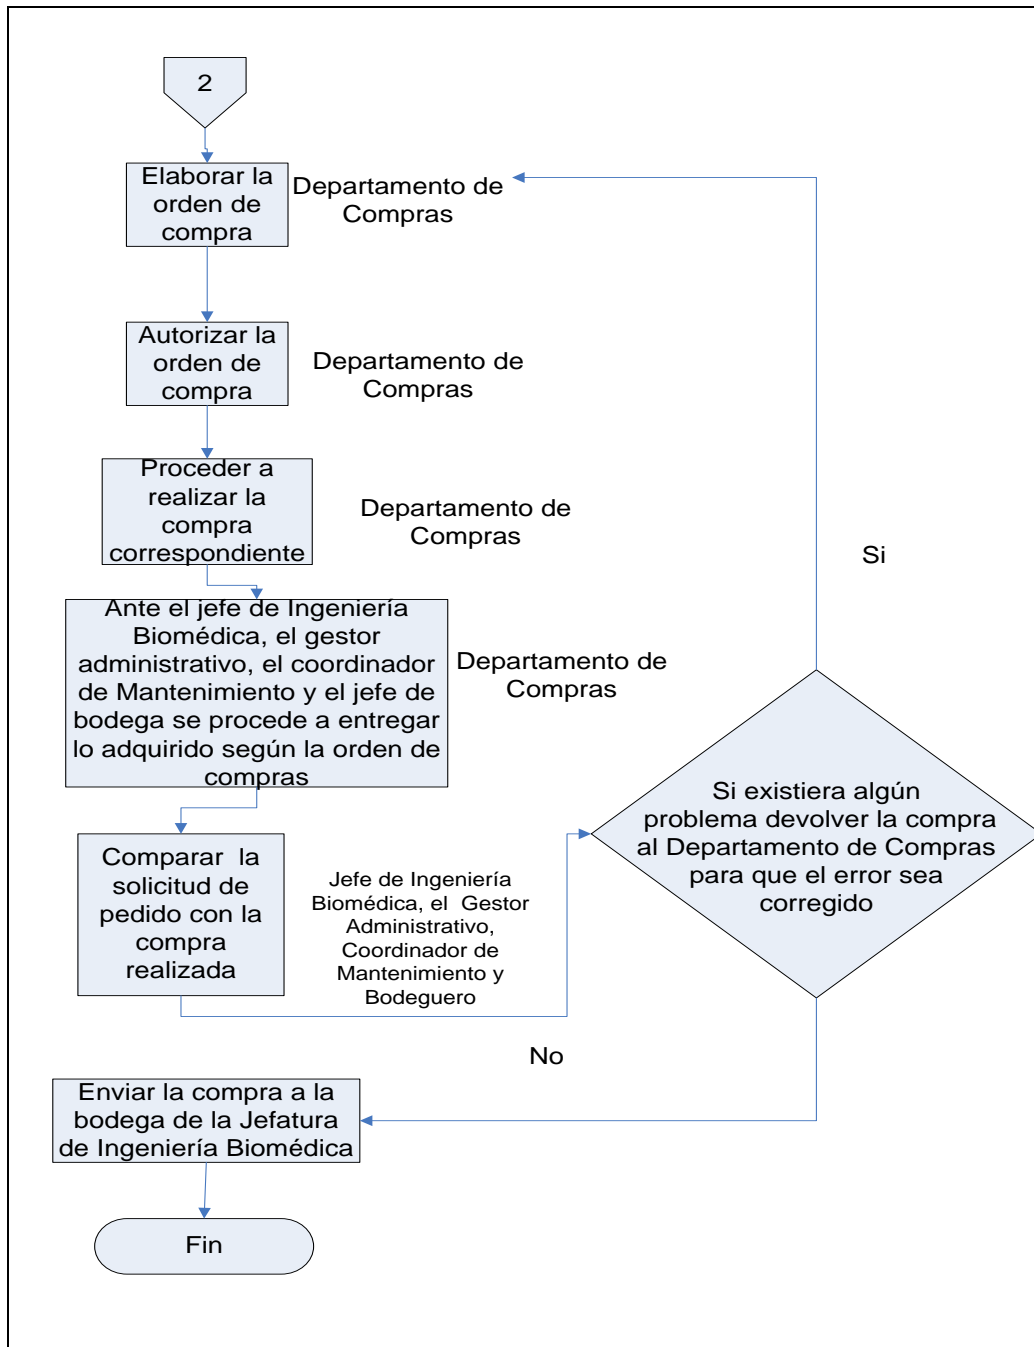 2
Elaborar la
orden de
compra
Departamento de
Compras
Autorizar la
orden de
compra
Departamento de
Compras
Proceder a
realizar la
compra
correspondiente
Departamento de
Compras
Si
Ante el jefe de Ingeniería
Biomédica, el gestor
administrativo, el coordinador
de Mantenimiento y el jefe de
bodega se procede a entregar
lo adquirido según la orden de
compras
Departamento de
Compras
Comparar la
solicitud de
pedido con la
compra
realizada
Jefe de Ingeniería
Biomédica, el Gestor
Administrativo,
Coordinador de
Mantenimiento y
Bodeguero
Si existiera algún
problema devolver la compra
al Departamento de Compras
para que el error sea
corregido
No
Enviar la compra a la
bodega de la Jefatura
de Ingeniería Biomédica
Fin